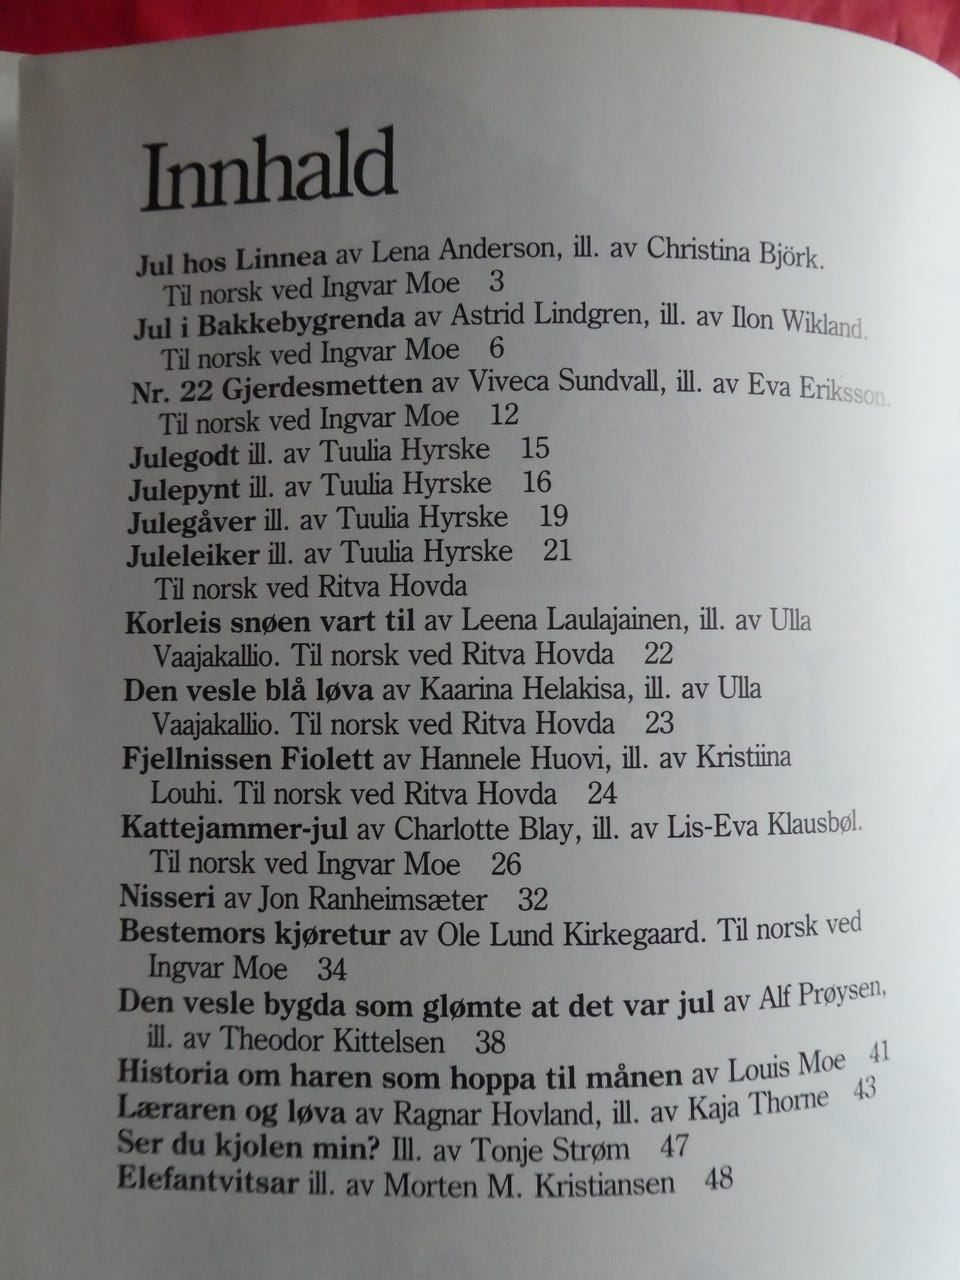 Innhald
Jul hos Linnea av Lena Anderson, ill. av Christina Björk.
Til norsk ved Ingvar Moe 3
Jul i Bakkebygrenda av Astrid Lindgren, ill. av Ilon Wikland.
Til norsk ved Ingvar Moe 6
Nr. 22 Gjerdesmetten av Viveca Sundvall, ill. av Eva Eriksson.
Til norsk ved Ingvar Moe 12
Julegodt ill. av Tuulia Hyrske 15
Julepynt ill. av Tuulia Hyrske 16
Julegåver ill. av Tuulia Hyrske 19
Juleleiker ill. av Tuulia Hyrske 21
Til norsk ved Ritva Hovda
Korleis snøen vart til av Leena Laulajainen, ill. av Ulla
Vaajakallio. Til norsk ved Ritva Hovda 22
Den vesle blå løva av Kaarina Helakisa, ill. av Ulla
Vaajakallio. Til norsk ved Ritva Hovda 23
Fjellnissen Fiolett av Hannele Huovi, ill. av Kristiina
Louhi. Til norsk ved Ritva Hovda 24
Kattejammer-jul av Charlotte Blay, ill. av Lis-Eva Klausbøl.
Til norsk ved Ingvar Moe 26
Nisseri av Jon Ranheimsæter 32
Bestemors kjøretur av Ole Lund Kirkegaard. Til norsk ved
Ingvar Moe 34
Den vesle bygda som glømte at det var jul av Alf Prøysen,
ill. av Theodor Kittelsen 38
Historia om haren som hoppa til månen av Louis Moe 41
Læraren og løva av Ragnar Hovland, ill. av Kaja Thorne 43
Ser du kjolen min? Ill. av Tonje Strøm 47
Elefantvitsar ill. av Morten M. Kristiansen 48